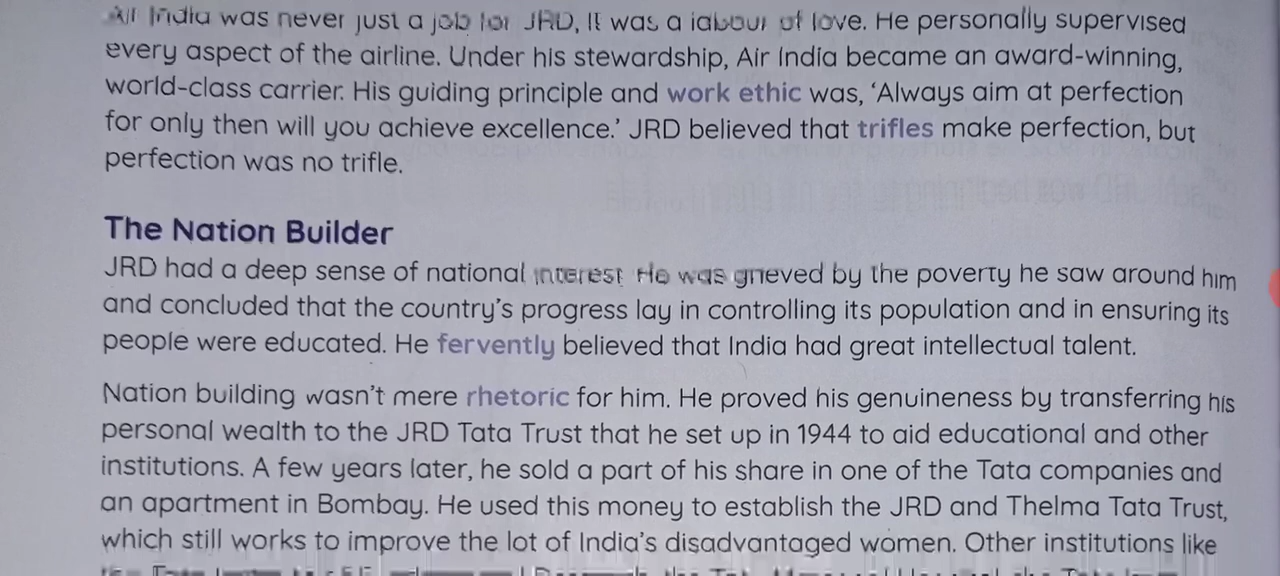 Air India was never just a job for JRD, it was a labour of love. He personally supervised
every aspect of the airline. Under his stewardship, Air India became an award-winning,
world-class carrier. His guiding principle and work ethic was, ‘Always aim at perfection
for only then will you achieve excellence.’ JRD believed that trifles make perfection, but
perfection was no trifle.
The Nation Builder
JRD had a deep sense of national interest. He was grieved by the poverty he saw around him
and concluded that the country’s progress lay in controlling its population and in ensuring its
people were educated. He fervently believed that India had great intellectual talent.
Nation building wasn’t mere rhetoric for him. He proved his genuineness by transferring his
personal wealth to the JRD Tata Trust that he set up in 1944 to aid educational and other
institutions. A few years later, he sold a part of his share in one of the Tata companies and
an apartment in Bombay. He used this money to establish the JRD and Thelma Tata Trust,
which still works to improve the lot of India’s disadvantaged women. Other institutions like